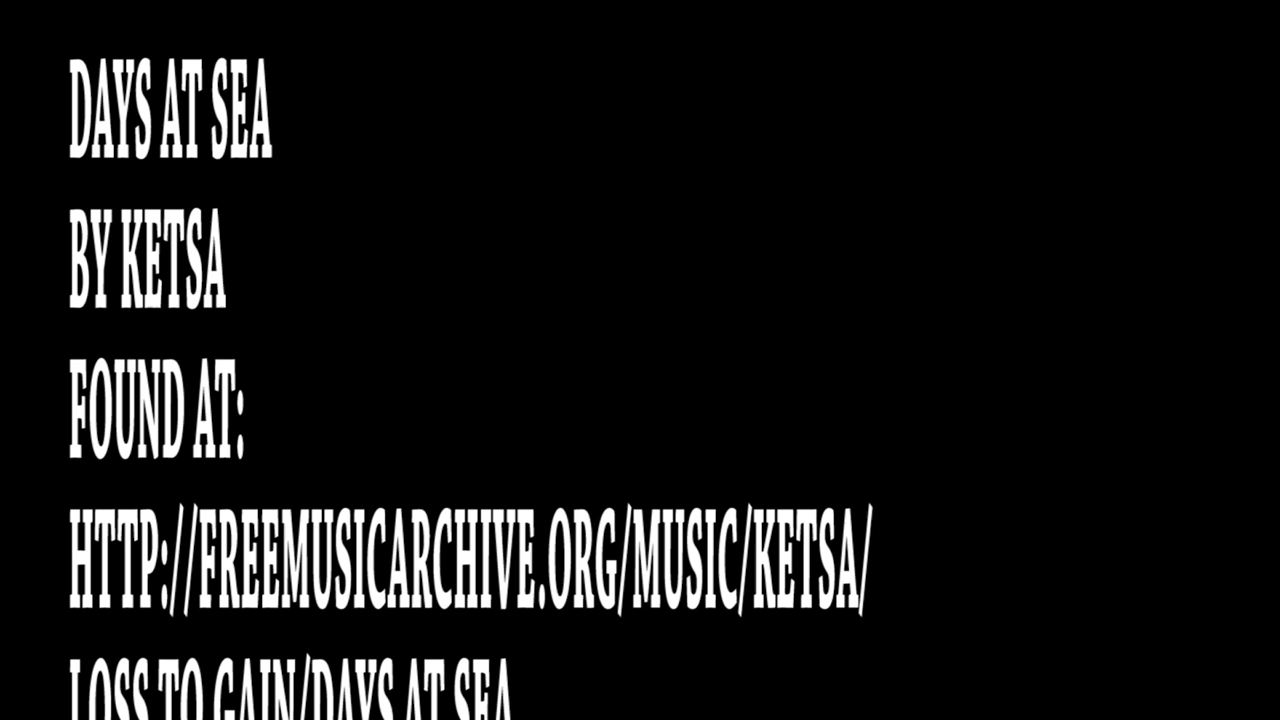 DAYS AT SEA
BY KETSA
FOUND AT:
HTTP://FREEMUSICARCHIVE.ORG/MUSIC/KETSA/
LOSS TO GAIN/DAYS AT SEA